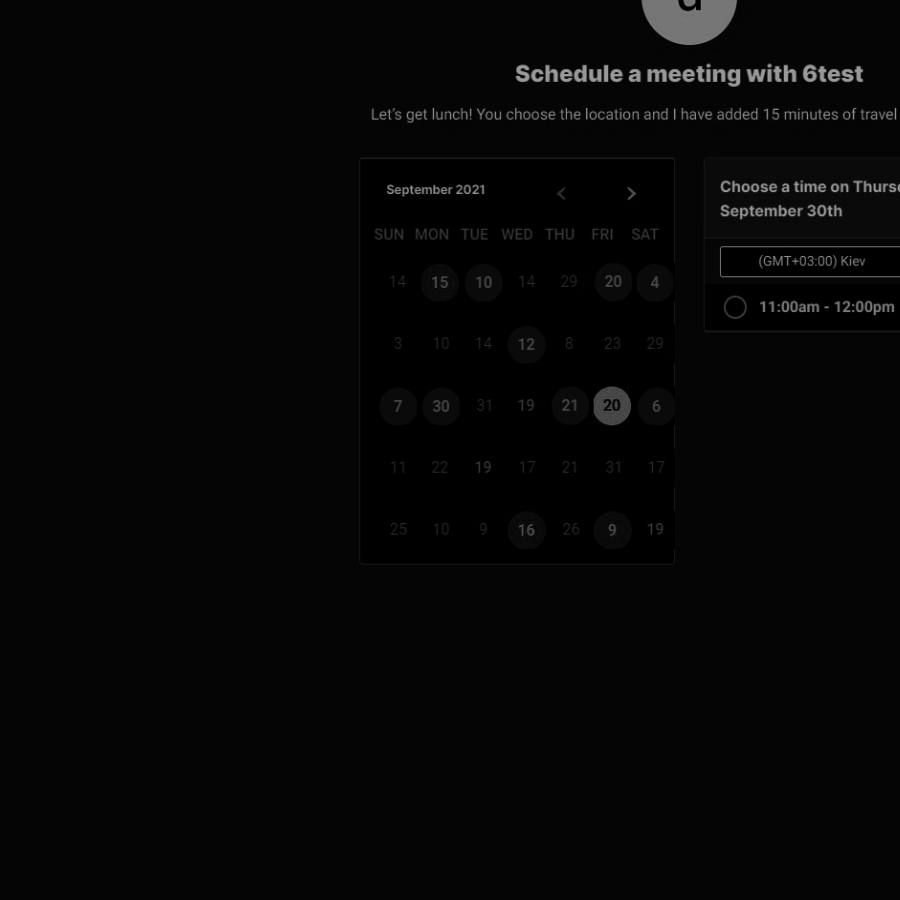 a
Schedule a meeting with 6test
Let's get lunch! You choose the location and I have added 15 minutes of travel
September 2021
SUN MON TUE WED THU FRI SAT
14 15 10 14 29 20 4
3 10 14 12 8 23 29
7 30 31 19 21 20 6
11 22 19 17 21 31 17
25 10 9 16 26 9 19
Choose a time on
September 30th
(GMT+03:00) Kiev
11:00am - 12:00pm